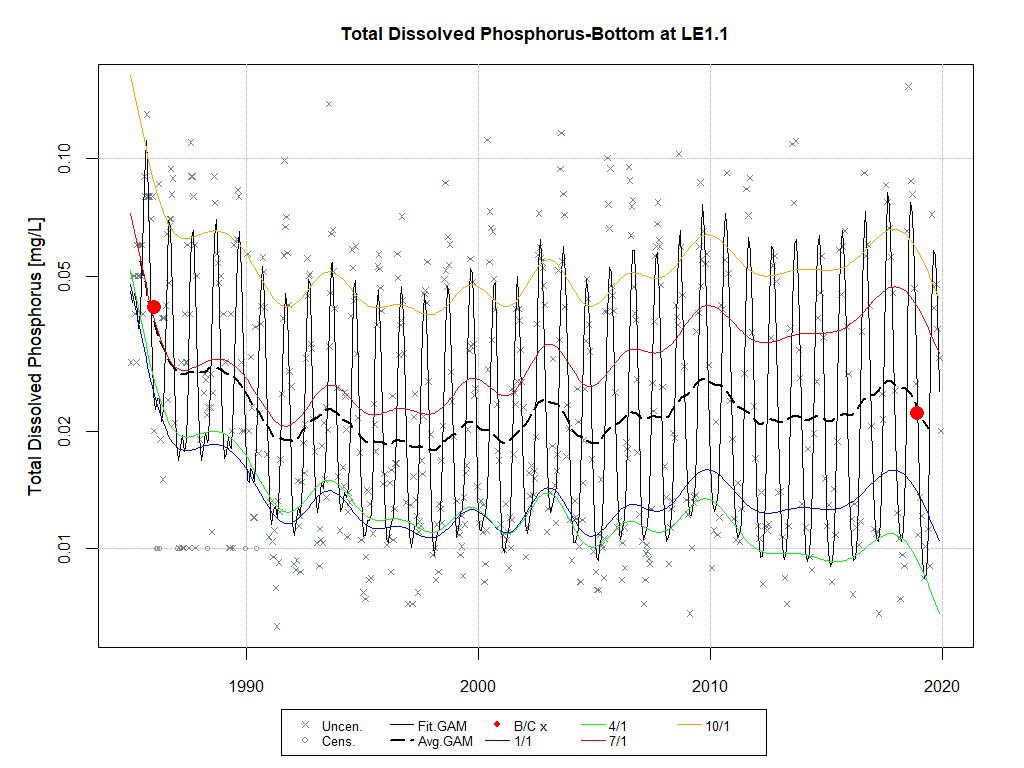 Total Dissolved Phosphorus-Bottom at LE1.1
Total Dissolved Phosphorus [mg/L]
0.10
0.05
0.02
0.01
1990 2000 2010 2020
Uncen. Fit.GAM B/C x 4/1 10/1
Cens. Avg.GAM 1/1 7/1